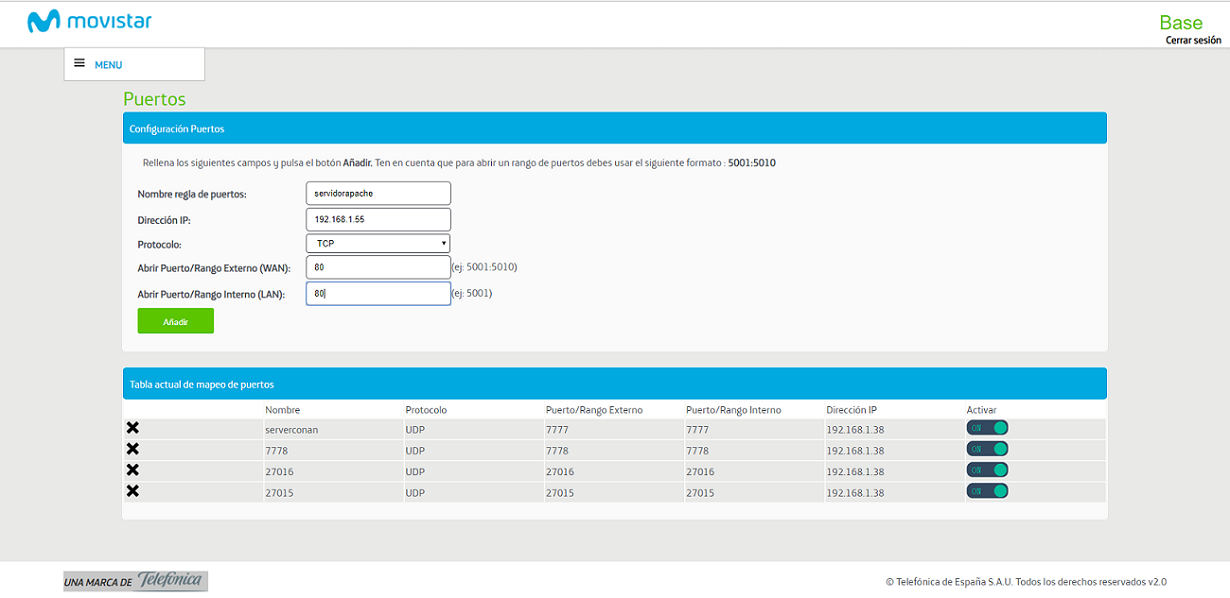 movistar
Base
Cerrar sesión
MENU
Puertos
Configuración Puertos
Rellena los siguientes campos y pulsa el botón Añadir. Ten en cuenta que para abrir un rango de puertos debes usar el siguiente formato : 5001:5010
Nombre regla de puertos: servidorapache
Dirección IP: 192.168.1.55
Protocolo: TCP
Abrir Puerto/Rango Externo (WAN): 80 (ej: 5001:5010)
Abrir Puerto/Rango Interno (LAN): 80 (ej: 5001)
Añadir
Tabla actual de mapeo de puertos
Nombre Protocolo Puerto/Rango Externo Puerto/Rango Interno Dirección IP Activar
serverconan UDP 7777 7777 192.168.1.38 ON
7778 UDP 7778 7778 192.168.1.38 ON
27016 UDP 27016 27016 192.168.1.38 ON
27015 UDP 27015 27015 192.168.1.38 ON
UNA MARCA DE Telefónica
© Telefónica de España S.A.U. Todos los derechos reservados v2.0